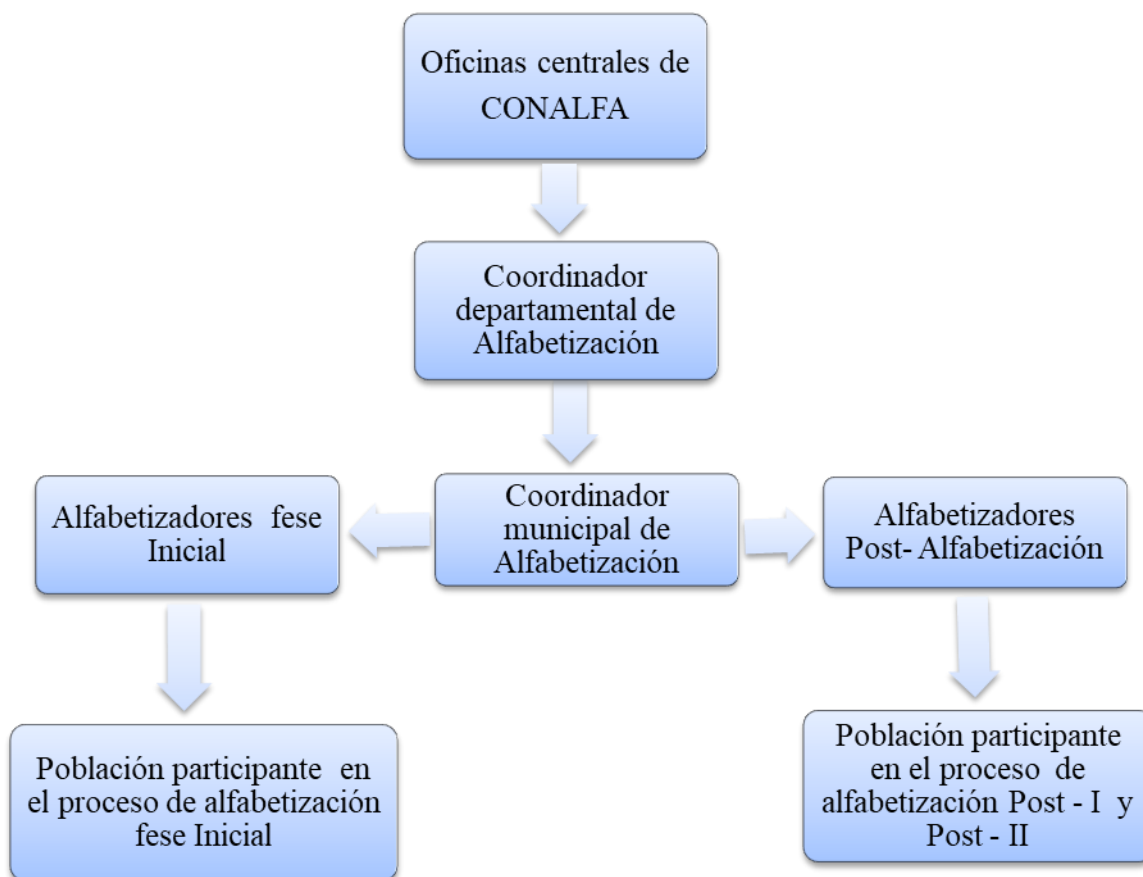 Oficinas centrales de
CONALFA
Coordinador
departamental de
Alfabetización
Alfabetizadores fese
Inicial
Coordinador
municipal de
Alfabetización
Alfabetizadores
Post- Alfabetización
Población participante en
el proceso de alfabetización
fese Inicial
Población participante
en el proceso de
alfabetización Post - I y
Post - II